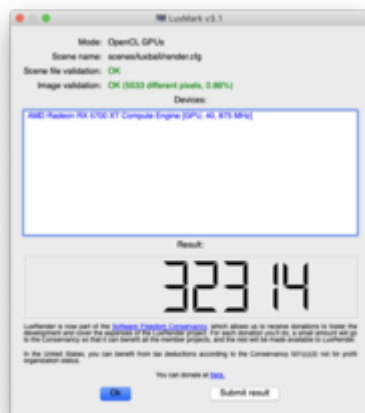 LuxMark v3.1
Mode: OpenCL GPUs
Scene name: scenes/luxball/render.cfg
Scene file validation: OK
Image validation: OK (5533 different pixels, 0.86%)
Devices:
AMD Radeon RX 5700 XT Compute Engine [GPU, 40, 875 MHz]
Result:
32314
LuxRender is now part of the Software Freedom Conservancy, which allows us to receive donations to foster the
development and cover the expenses of the LuxRender project. For each donation you'll do, a small amount will go
to the Conservancy so that it can benefit all the member projects, and the rest will be made available to LuxRender.
In the United States, you can benefit from tax deductions according to the Conservancy 501(c)(3) not for profit
organization status.
You can donate at here.
Ok
Submit result